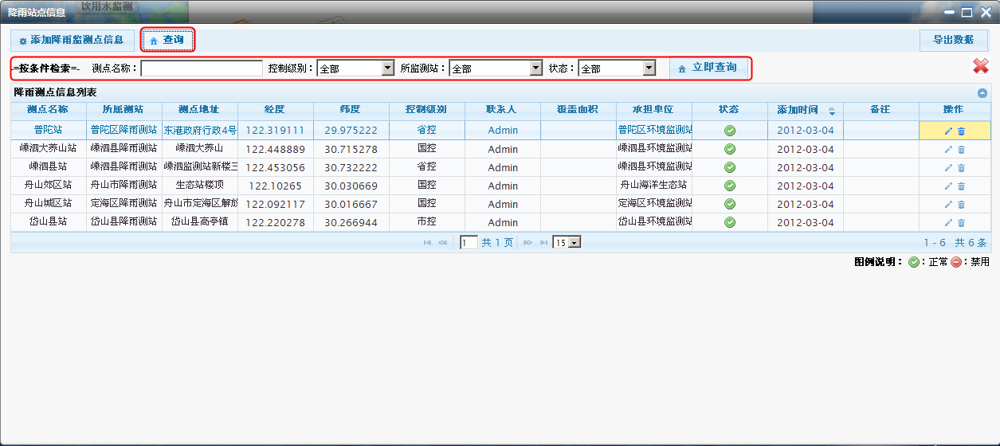 饮用水监测
降雨站点信息
添加降雨监测点信息 查询 导出数据
-=按条件检索=- 测点名称： 控制级别： 全部 所监测站： 全部 状态： 全部 立即查询
降雨测点信息列表
测点名称 所属测站 测点地址 经度 纬度 控制级别 联系人 覆盖面积 承担单位 状态 添加时间 备注 操作
普陀站 普陀区降雨测站 东港政府行政4号 122.319111 29.975222 省控 Admin 普陀区环境监测站 2012-03-04
嵊泗大养山站 嵊泗县降雨测站 嵊泗大养山 122.448889 30.715278 国控 Admin 嵊泗县环境监测站 2012-03-04
嵊泗县站 嵊泗县降雨测站 嵊泗监测站新楼三 122.453056 30.732222 省控 Admin 嵊泗县环境监测站 2012-03-04
舟山郊区站 舟山市降雨测站 生态站楼顶 122.10265 30.030669 国控 Admin 舟山海洋生态站 2012-03-04
舟山城区站 定海区降雨测站 舟山市定海区解放 122.092117 30.016667 国控 Admin 定海区环境监测站 2012-03-04
岱山县站 岱山县降雨测站 岱山县高亭镇 122.220278 30.266944 市控 Admin 岱山县环境监测站 2012-03-04
1 共 1 页 15 1 - 6 共 6 条
图例说明： ：正常 ：禁用